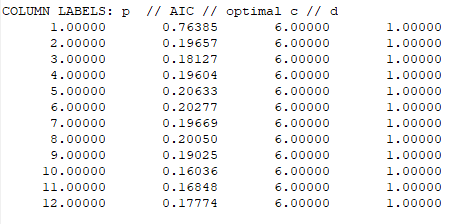 COLUMN LABELS: p // AIC // optimal c // d
1.00000 0.76385 6.00000 1.00000
2.00000 0.19657 6.00000 1.00000
3.00000 0.18127 6.00000 1.00000
4.00000 0.19604 6.00000 1.00000
5.00000 0.20633 6.00000 1.00000
6.00000 0.20277 6.00000 1.00000
7.00000 0.19669 6.00000 1.00000
8.00000 0.20050 6.00000 1.00000
9.00000 0.19025 6.00000 1.00000
10.00000 0.16036 6.00000 1.00000
11.00000 0.16848 6.00000 1.00000
12.00000 0.17774 6.00000 1.00000